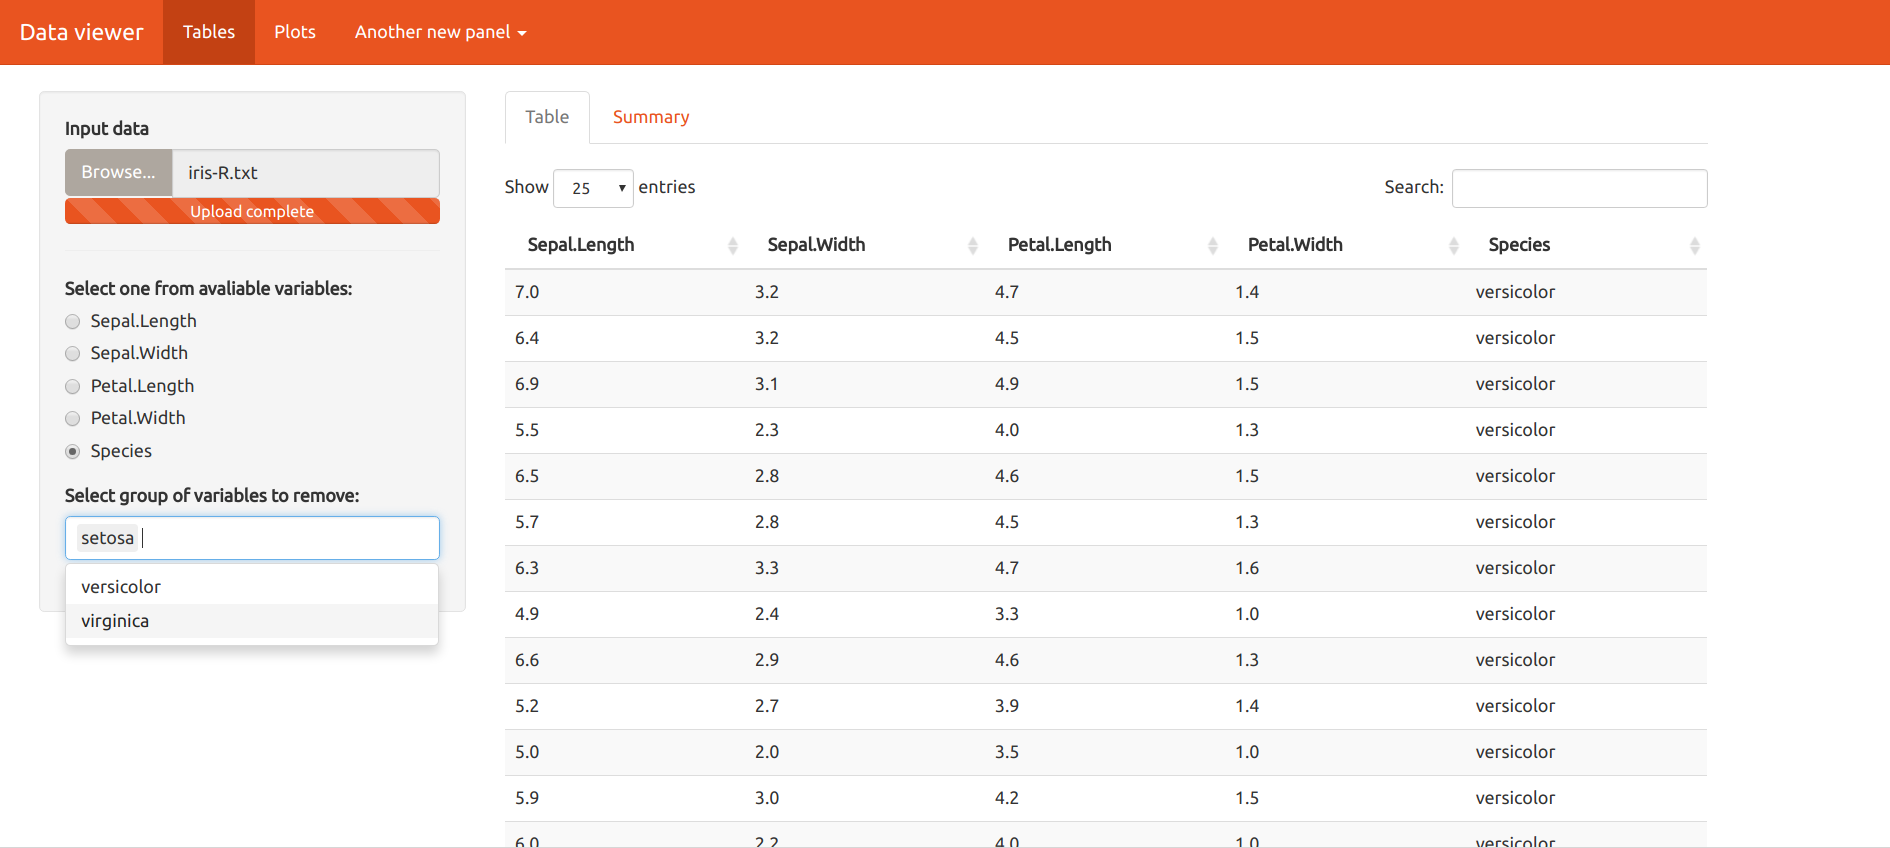 Data viewer Tables Plots Another new panel
Input data
Browse... iris-R.txt
Upload complete
Select one from avaliable variables:
Sepal.Length
Sepal.Width
Petal.Length
Petal.Width
Species
Select group of variables to remove:
setosa
versicolor
virginica
Table Summary
Show 25 entries Search:
Sepal.Length Sepal.Width Petal.Length Petal.Width Species
7.0 3.2 4.7 1.4 versicolor
6.4 3.2 4.5 1.5 versicolor
6.9 3.1 4.9 1.5 versicolor
5.5 2.3 4.0 1.3 versicolor
6.5 2.8 4.6 1.5 versicolor
5.7 2.8 4.5 1.3 versicolor
6.3 3.3 4.7 1.6 versicolor
4.9 2.4 3.3 1.0 versicolor
6.6 2.9 4.6 1.3 versicolor
5.2 2.7 3.9 1.4 versicolor
5.0 2.0 3.5 1.0 versicolor
5.9 3.0 4.2 1.5 versicolor
6.0 2.2 4.0 1.0 versicolor